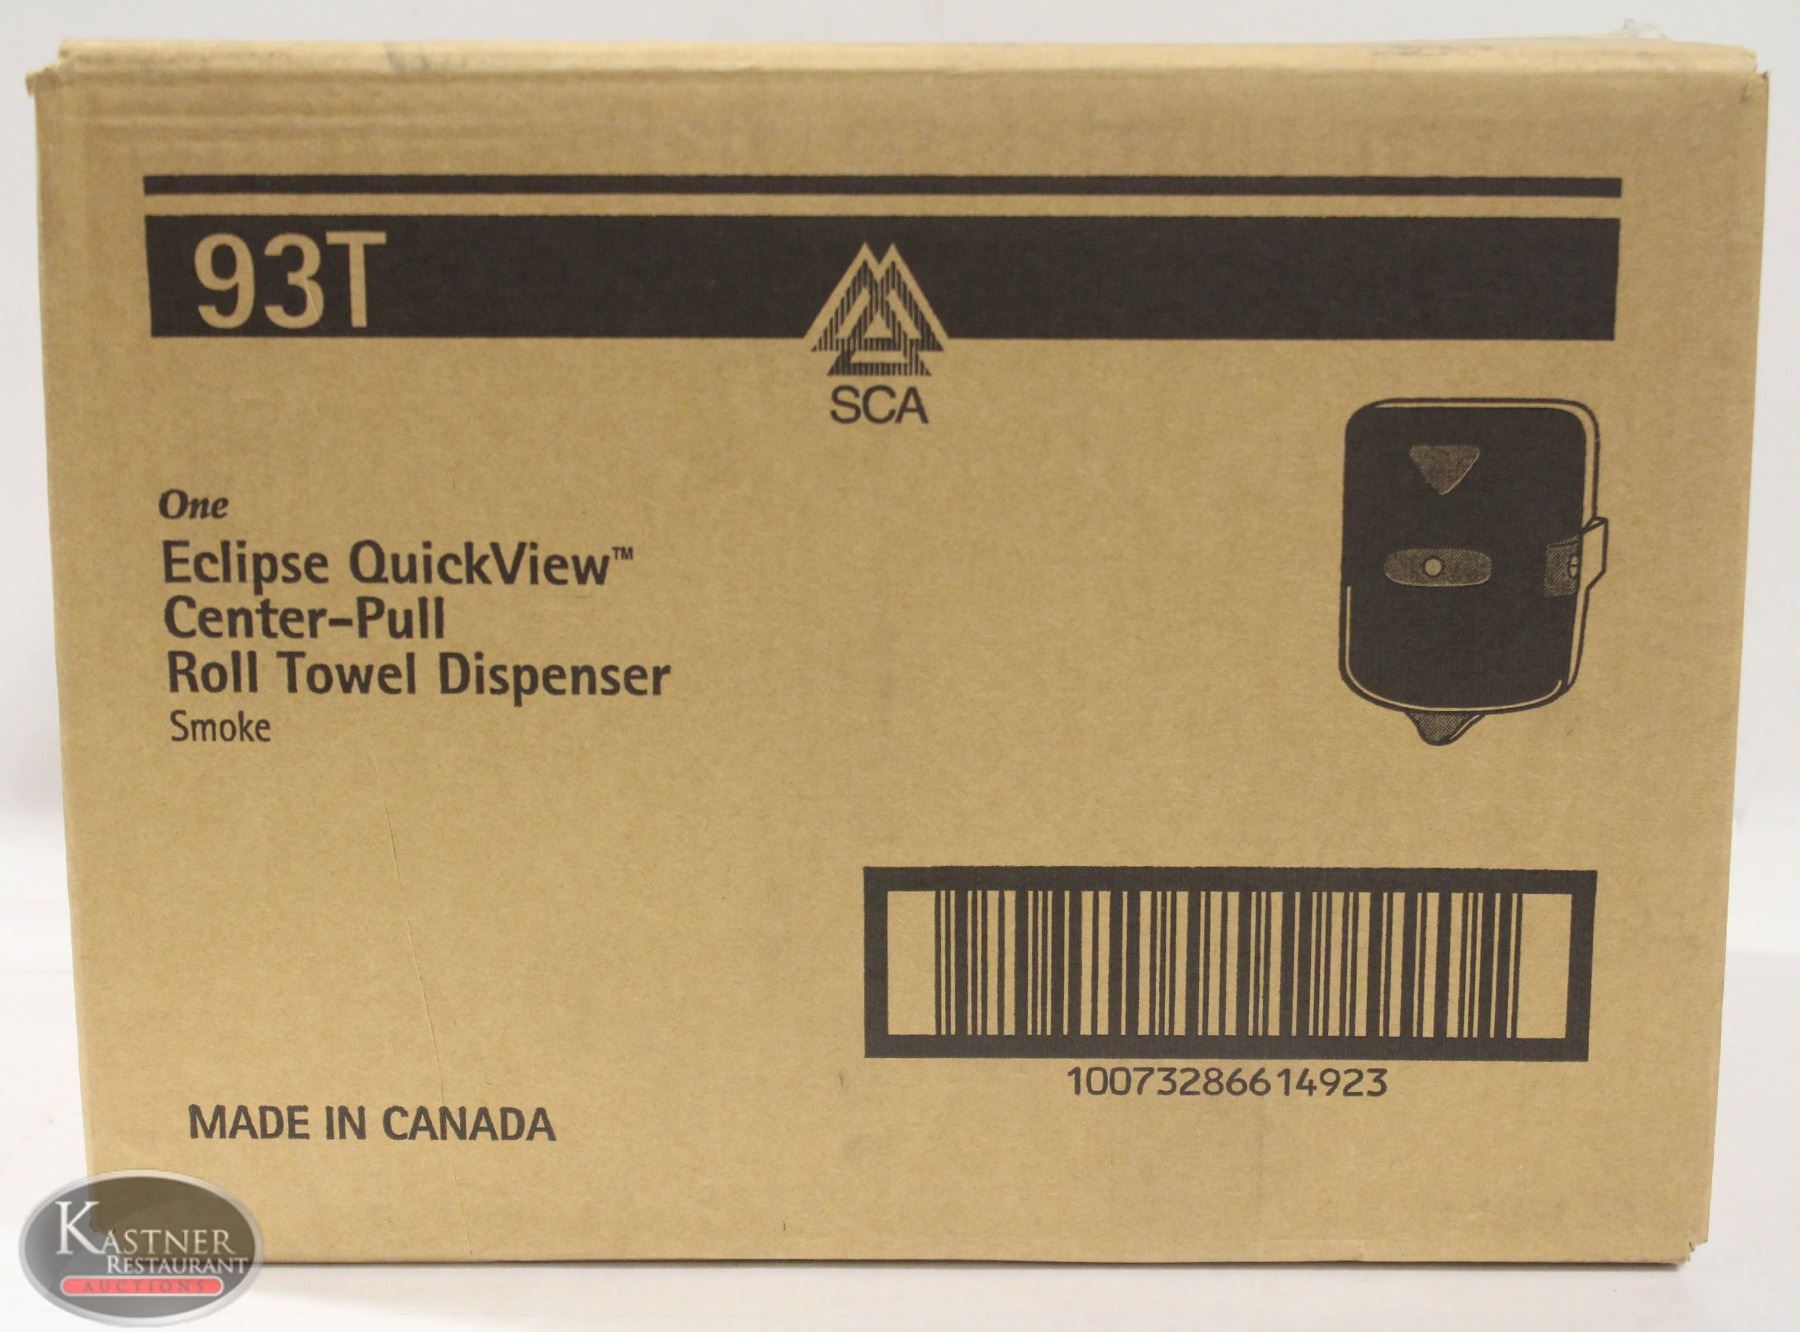 93T
SCA
One
Eclipse QuickView™
Center-Pull
Roll Towel Dispenser
Smoke
10073286614923
MADE IN CANADA
KASTNER
RESTAURANT
AUCTIONS